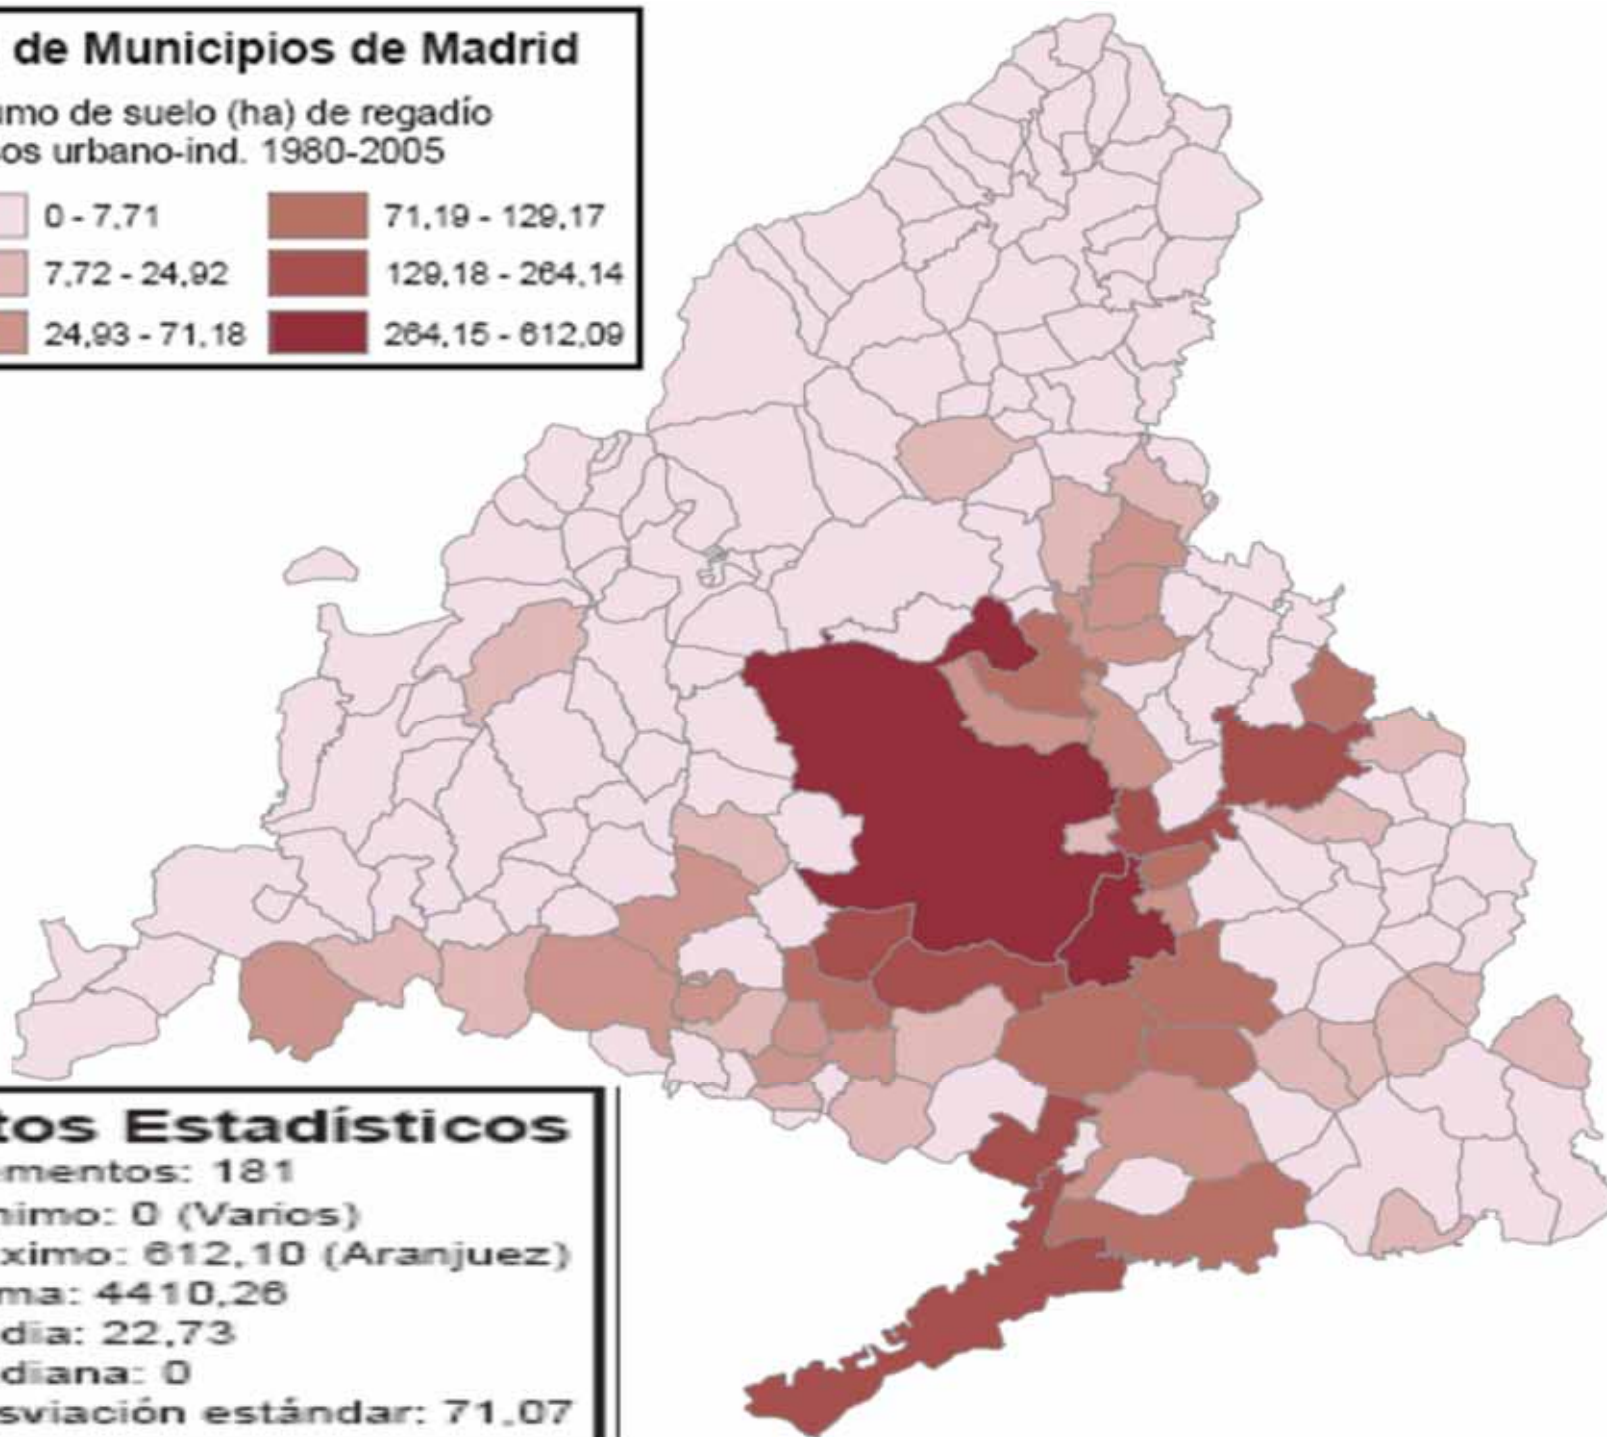 de Municipios de Madrid
umo de suelo (ha) de regadío
sos urbano-ind. 1980-2005
0 - 7,71
71,19 - 129,17
7,72 - 24,92
129,18 - 264,14
24,93 - 71,18
264,15 - 612,09
tos Estadísticos
ementos: 181
nimo: 0 (Varios)
ximo: 612,10 (Aranjuez)
ma: 4410,26
dia: 22,73
diana: 0
sviación estándar: 71,07